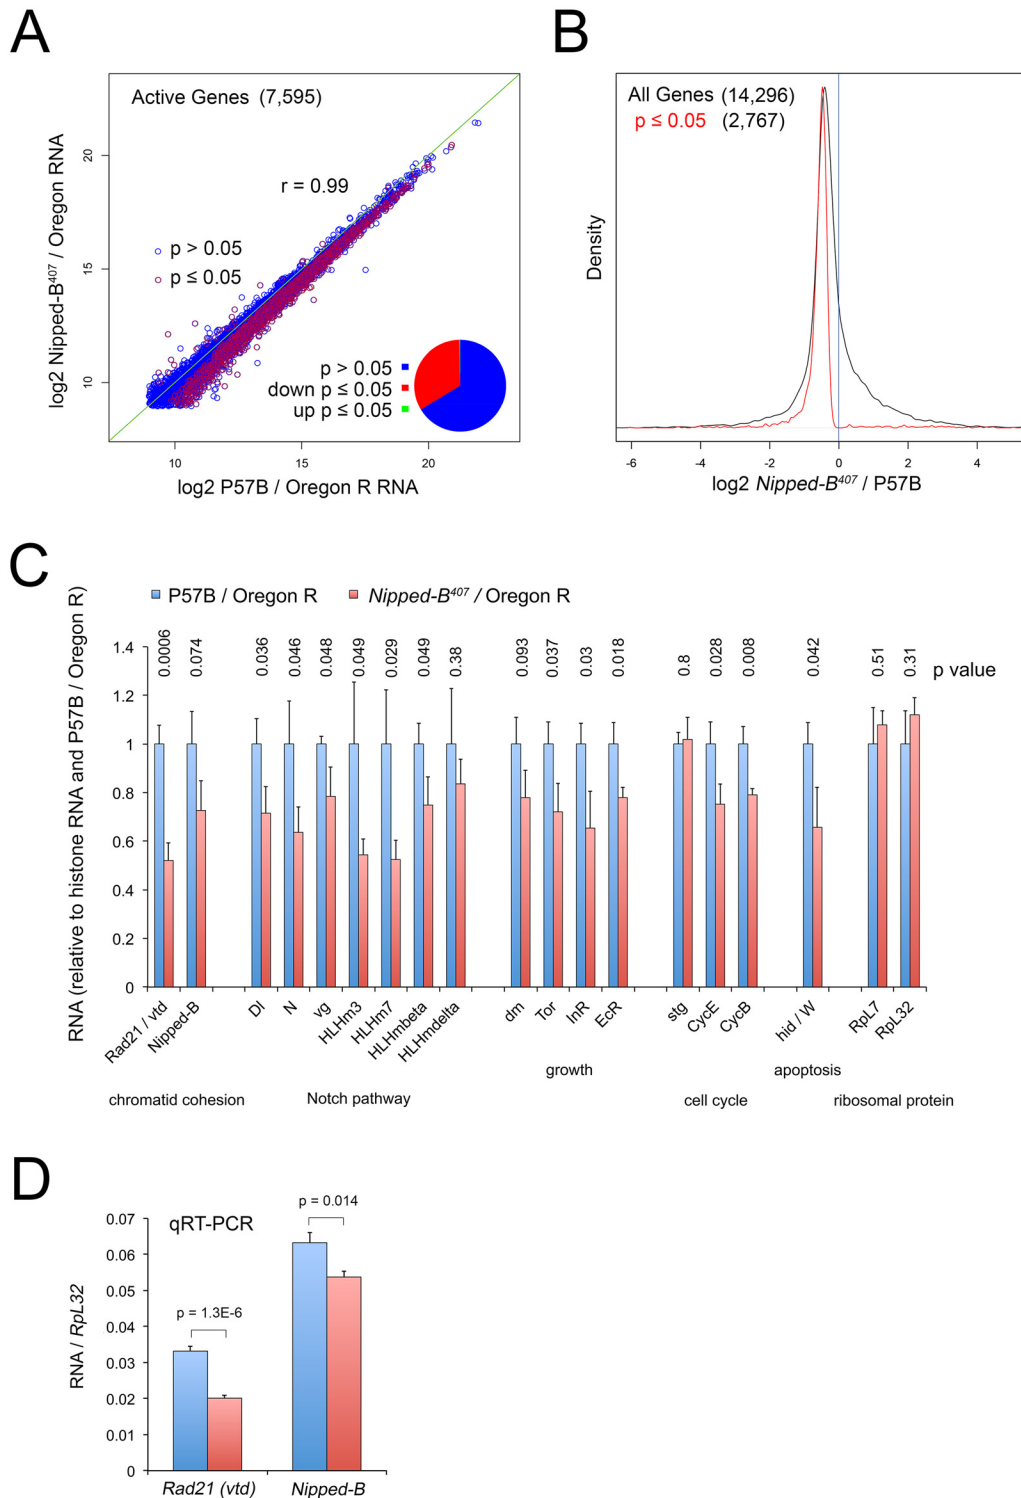 A
Active Genes (7,595)
r = 0.99
p > 0.05
p ≤ 0.05
p > 0.05
down p ≤ 0.05
up p ≤ 0.05
log2 Nipped-B⁴⁰⁷ / Oregon RNA
20
15
10
10 15 20
log2 P57B / Oregon R RNA
B
All Genes (14,296)
p ≤ 0.05 (2,767)
Density
-6 -4 -2 0 2 4
log2 Nipped-B⁴⁰⁷ / P57B
C
P57B / Oregon R Nipped-B⁴⁰⁷ / Oregon R
RNA (relative to histone RNA and P57B / Oregon R)
1.4
1.2
1
0.8
0.6
0.4
0.2
0
0.0006 0.074 0.036 0.046 0.048 0.049 0.029 0.049 0.38 0.093 0.037 0.03 0.018 0.8 0.028 0.008 0.042 0.51 0.31 p value
Rad21 / vtd Nipped-B Dl N vg HLHm3 HLHm7 HLHmbeta HLHmdelta dm Tor InR EcR stg CycE CycB hid / W RpL7 RpL32
growth apoptosis
chromatid cohesion Notch pathway cell cycle ribosomal protein
D
qRT-PCR
p = 0.014
p = 1.3E-6
RNA / RpL32
0.07
0.06
0.05
0.04
0.03
0.02
0.01
0
Rad21 (vtd) Nipped-B